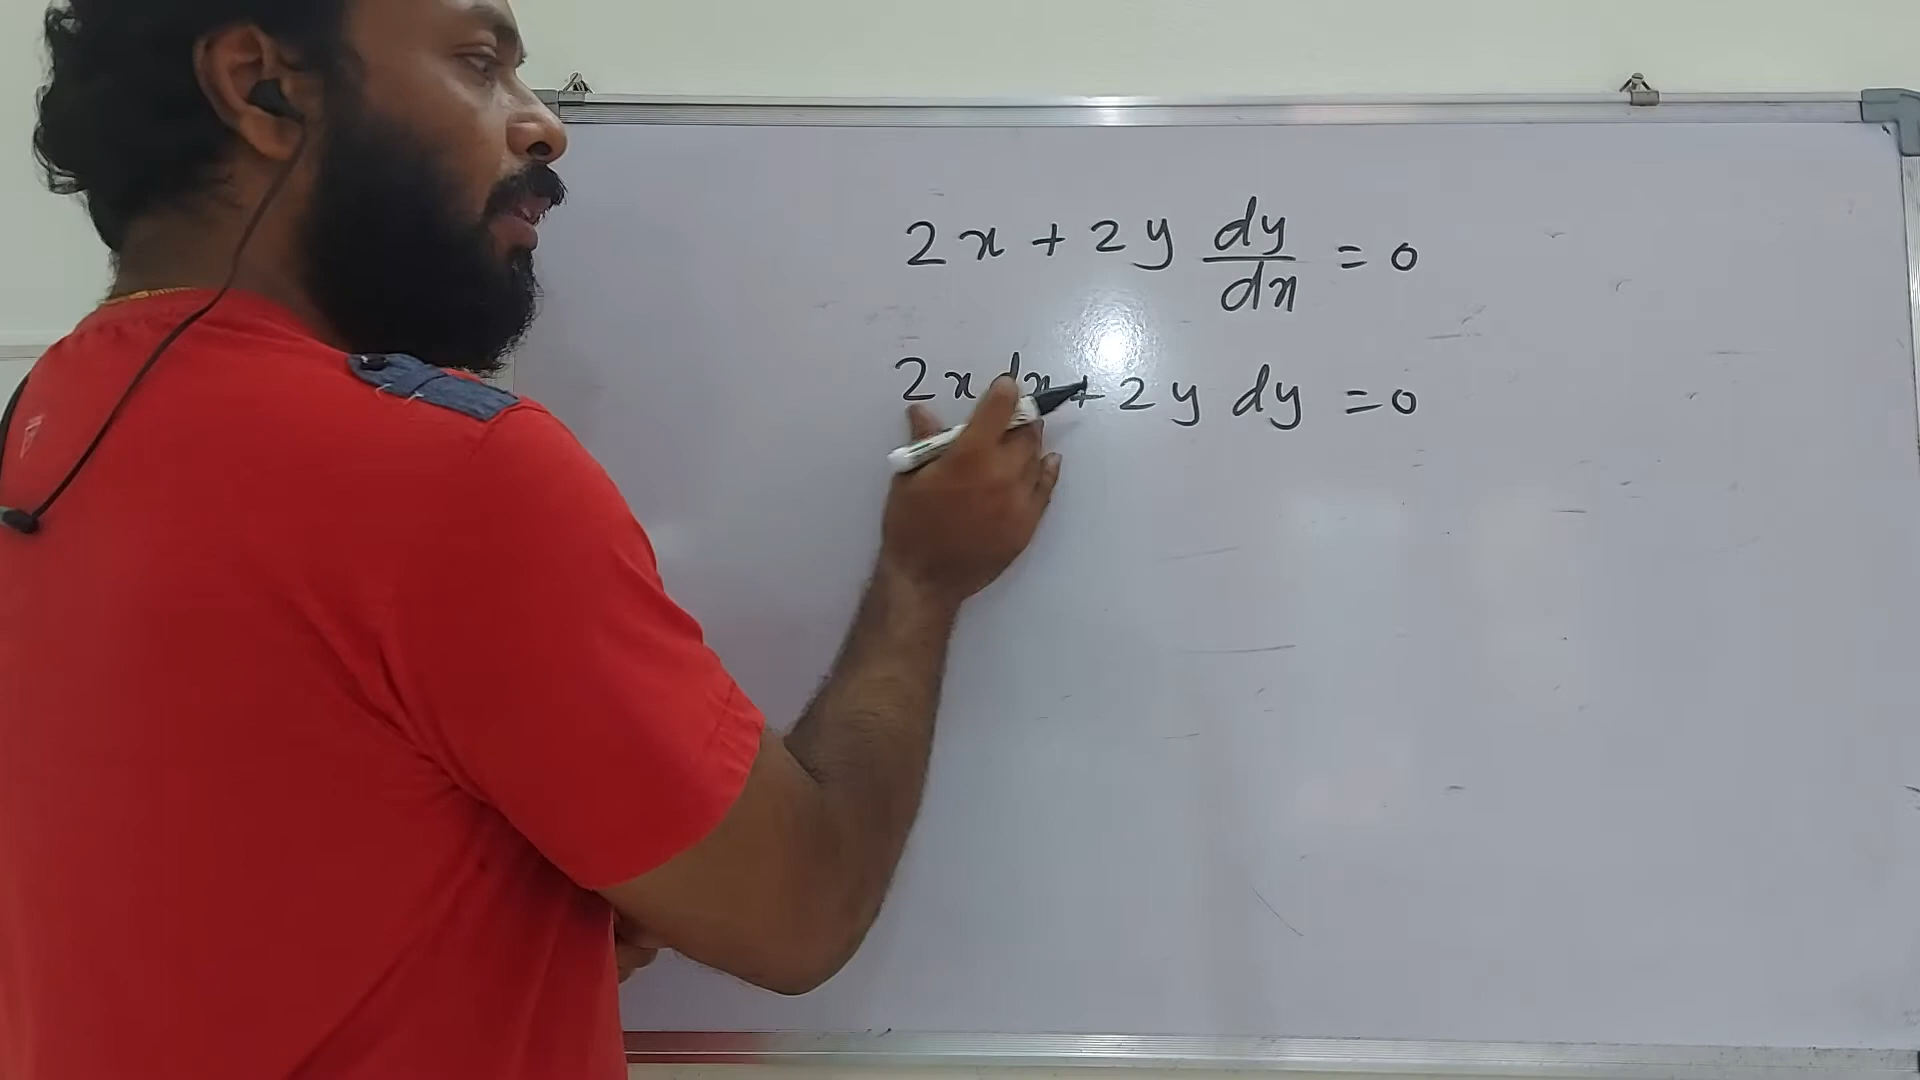 2x + 2y dy/dx = 0
2x dx + 2y dy = 0